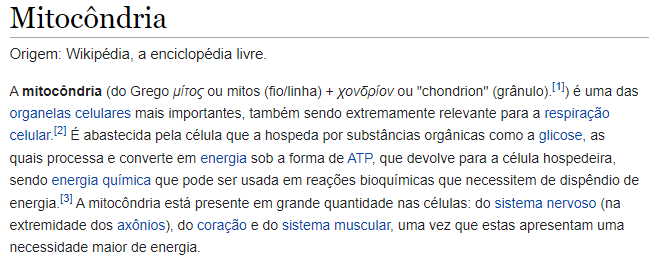 Mitocôndria
Origem: Wikipédia, a enciclopédia livre.
A mitocôndria (do Grego μίτος ou mitos (fio/linha) + χονδρίον ou "chondrion" (grânulo).[1]) é uma das
organelas celulares mais importantes, também sendo extremamente relevante para a respiração
celular.[2] É abastecida pela célula que a hospeda por substâncias orgânicas como a glicose, as
quais processa e converte em energia sob a forma de ATP, que devolve para a célula hospedeira,
sendo energia química que pode ser usada em reações bioquímicas que necessitem de dispêndio de
energia.[3] A mitocôndria está presente em grande quantidade nas células: do sistema nervoso (na
extremidade dos axônios), do coração e do sistema muscular, uma vez que estas apresentam uma
necessidade maior de energia.